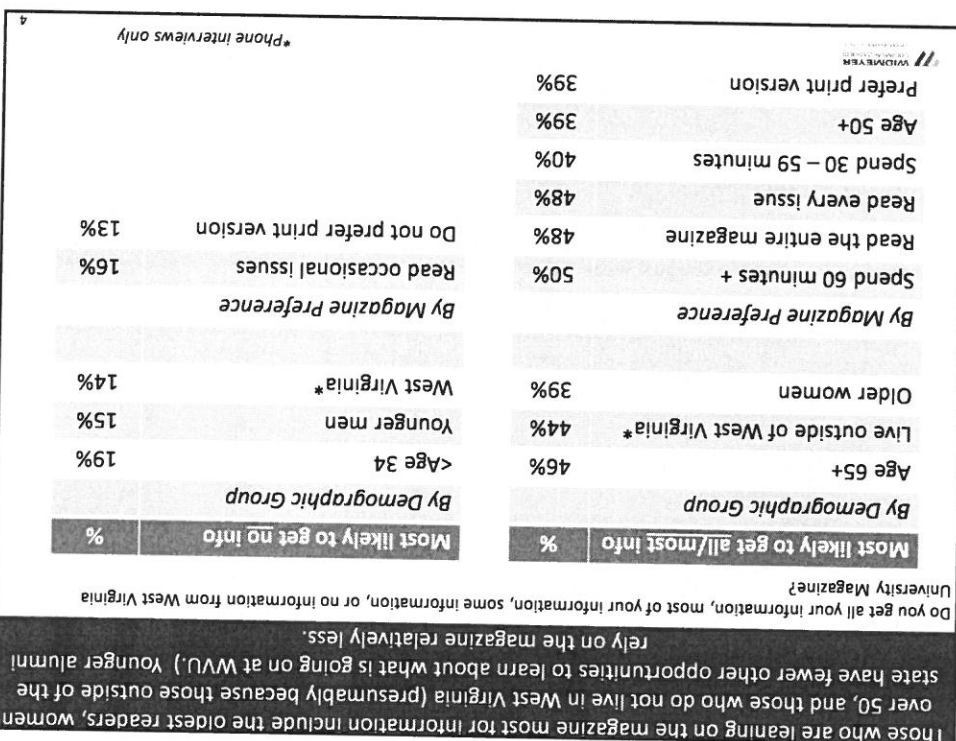 Those who are leaning on the magazine most for information include the oldest readers, women
over 50, and those who do not live in West Virginia (presumably because those outside of the
state have fewer other opportunities to learn about what is going on at WVU.) Younger alumni
rely on the magazine relatively less.
Do you get all your information, most of your information, some information, or no information from West Virginia
University Magazine?
Most likely to get all/most info %
By Demographic Group
Age 65+ 46%
Live outside of West Virginia* 44%
Older women 39%
By Magazine Preference
Spend 60 minutes + 50%
Read the entire magazine 48%
Read every issue 48%
Spend 30 – 59 minutes 40%
Age 50+ 39%
Prefer print version 39%
Most likely to get no info %
By Demographic Group
<Age 34 19%
Younger men 15%
West Virginia* 14%
By Magazine Preference
Read occasional issues 16%
Do not prefer print version 13%
WIDMEYER
*Phone interviews only
4